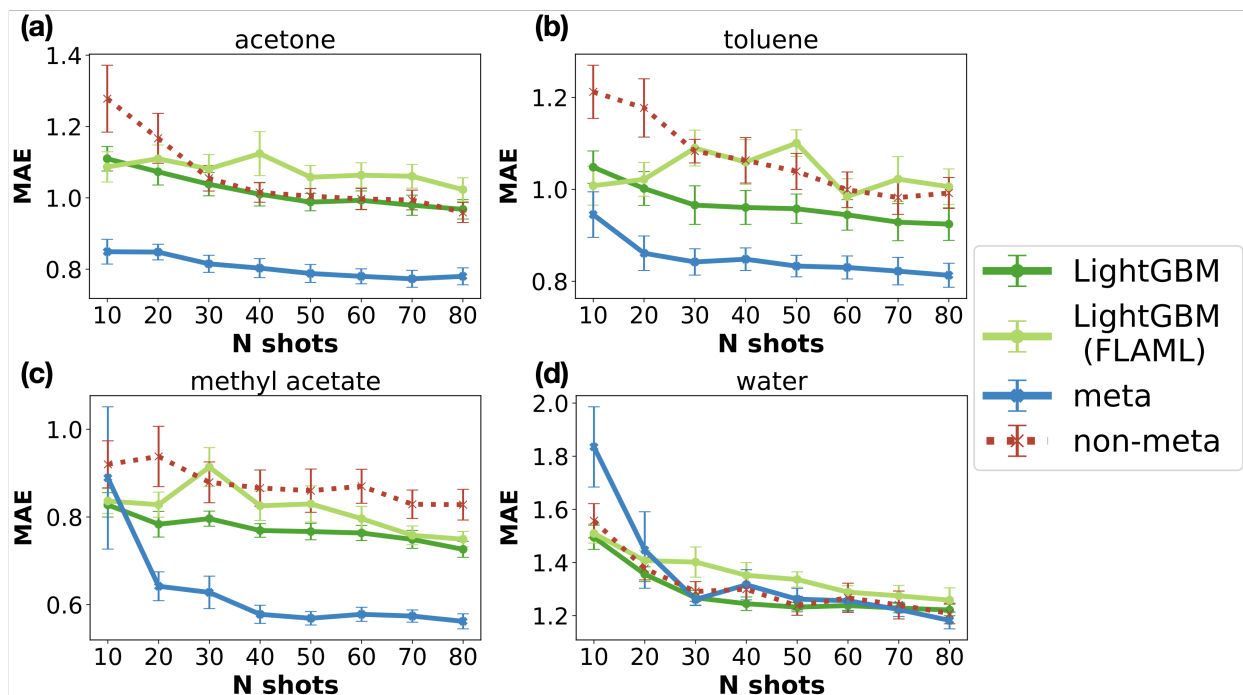 (a)
acetone
MAE
1.4
1.2
1.0
0.8
10 20 30 40 50 60 70 80
N shots
(b)
toluene
MAE
1.2
1.0
0.8
10 20 30 40 50 60 70 80
N shots
(c)
methyl acetate
MAE
1.0
0.8
0.6
10 20 30 40 50 60 70 80
N shots
(d)
water
MAE
2.0
1.8
1.6
1.4
1.2
10 20 30 40 50 60 70 80
N shots
LightGBM
LightGBM
(FLAML)
meta
non-meta